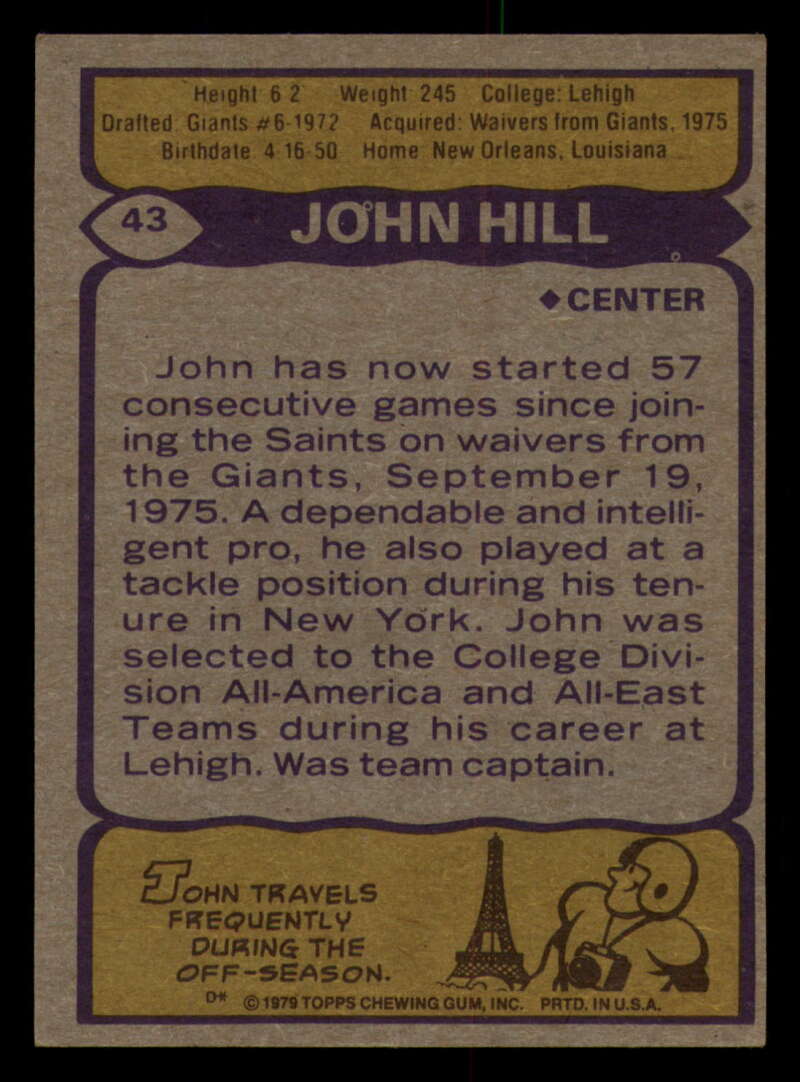 Height 6 2 Weight 245 College: Lehigh
Drafted Giants #6-1972 Acquired: Waivers from Giants, 1975
Birthdate 4-16-50 Home New Orleans, Louisiana
43 JOHN HILL
◆ CENTER
John has now started 57
consecutive games since join-
ing the Saints on waivers from
the Giants, September 19,
1975. A dependable and intelli-
gent pro, he also played at a
tackle position during his ten-
ure in New York. John was
selected to the College Divi-
sion All-America and All-East
Teams during his career at
Lehigh. Was team captain.
JOHN TRAVELS
FREQUENTLY
DURING THE
OFF-SEASON.
D* © 1979 TOPPS CHEWING GUM, INC. PRTD. IN U.S.A.